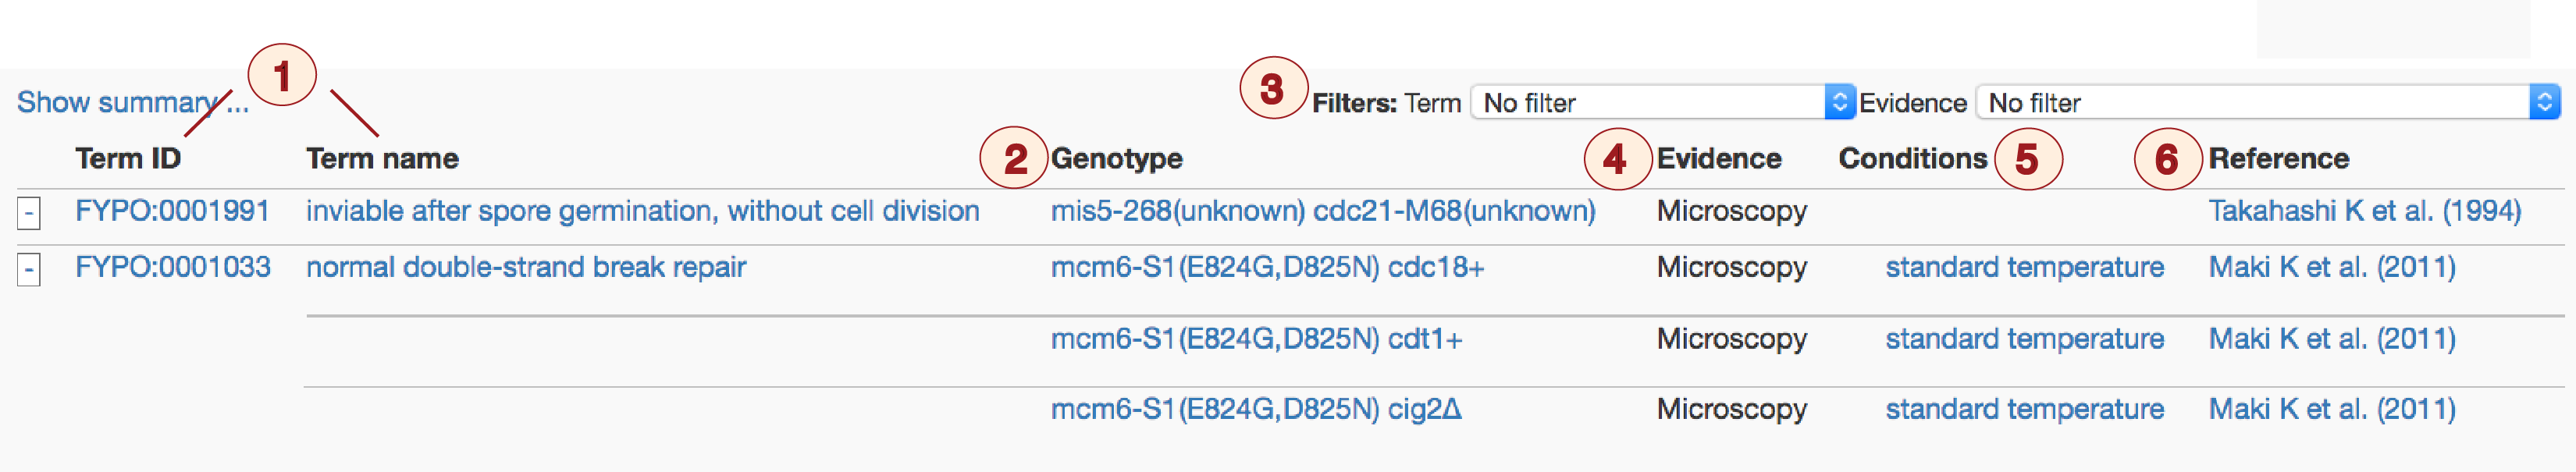 1
Show summary ... 3 Filters: Term No filter Evidence No filter
Term ID Term name 2 Genotype 4 Evidence Conditions 5 6 Reference
- FYPO:0001991 inviable after spore germination, without cell division mis5-268(unknown) cdc21-M68(unknown) Microscopy Takahashi K et al. (1994)
- FYPO:0001033 normal double-strand break repair mcm6-S1(E824G,D825N) cdc18+ Microscopy standard temperature Maki K et al. (2011)
mcm6-S1(E824G,D825N) cdt1+ Microscopy standard temperature Maki K et al. (2011)
mcm6-S1(E824G,D825N) cig2Δ Microscopy standard temperature Maki K et al. (2011)